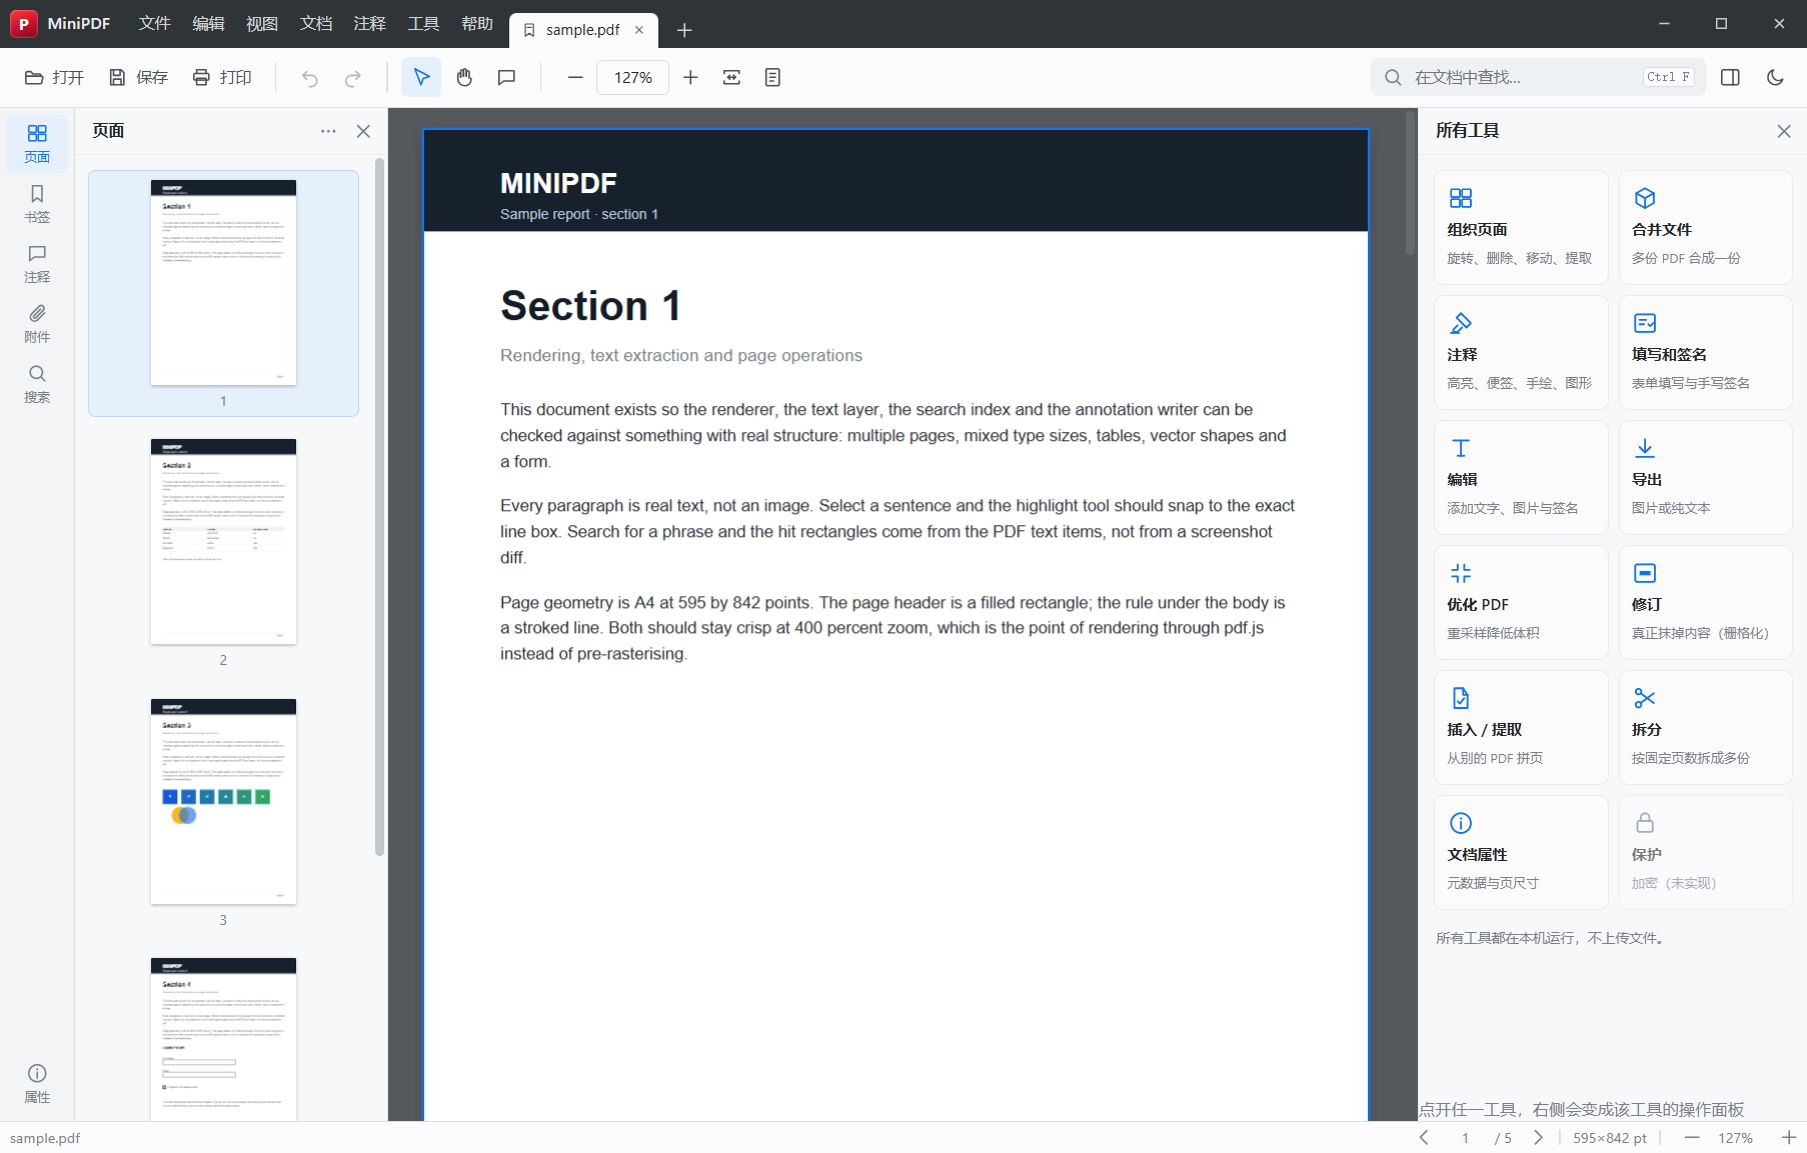 MiniPDF 文件 编辑 视图 文档 注释 工具 帮助 sample.pdf
打开 保存 打印 127% 在文档中查找... Ctrl F
页面
书签
注释
附件
搜索
属性
页面
MINIPDF
Section 1
1
MINIPDF
Section 2
2
MINIPDF
Section 3
3
MINIPDF
Section 4
MINIPDF
Sample report · section 1
Section 1
Rendering, text extraction and page operations
This document exists so the renderer, the text layer, the search index and the annotation writer can be
checked against something with real structure: multiple pages, mixed type sizes, tables, vector shapes and
a form.
Every paragraph is real text, not an image. Select a sentence and the highlight tool should snap to the exact
line box. Search for a phrase and the hit rectangles come from the PDF text items, not from a screenshot
diff.
Page geometry is A4 at 595 by 842 points. The page header is a filled rectangle; the rule under the body is
a stroked line. Both should stay crisp at 400 percent zoom, which is the point of rendering through pdf.js
instead of pre-rasterising.
所有工具
组织页面
旋转、删除、移动、提取
合并文件
多份 PDF 合成一份
注释
高亮、便签、手绘、图形
填写和签名
表单填写与手写签名
编辑
添加文字、图片与签名
导出
图片或纯文本
优化 PDF
重采样降低体积
修订
真正抹掉内容（栅格化）
插入 / 提取
从别的 PDF 拼页
拆分
按固定页数拆成多份
文档属性
元数据与页尺寸
保护
加密（未实现）
所有工具都在本机运行，不上传文件。
点开任一工具，右侧会变成该工具的操作面板
sample.pdf 1 / 5 595×842 pt 127%